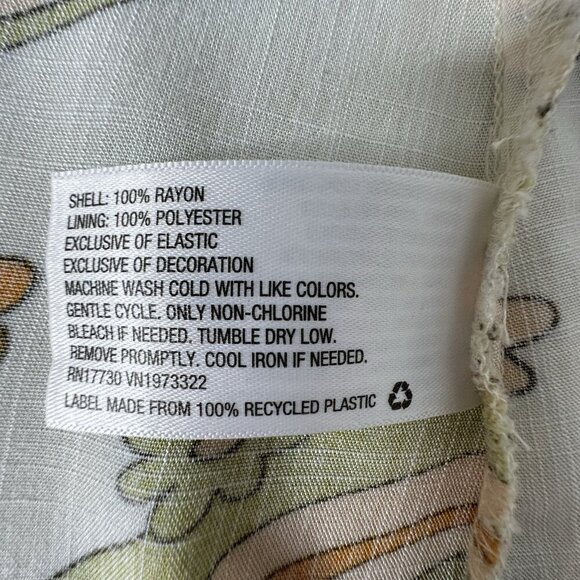 SHELL: 100% RAYON
LINING: 100% POLYESTER
EXCLUSIVE OF ELASTIC
EXCLUSIVE OF DECORATION
MACHINE WASH COLD WITH LIKE COLORS.
GENTLE CYCLE. ONLY NON-CHLORINE
BLEACH IF NEEDED. TUMBLE DRY LOW.
REMOVE PROMPTLY. COOL IRON IF NEEDED.
RN17730 VN1973322
LABEL MADE FROM 100% RECYCLED PLASTIC